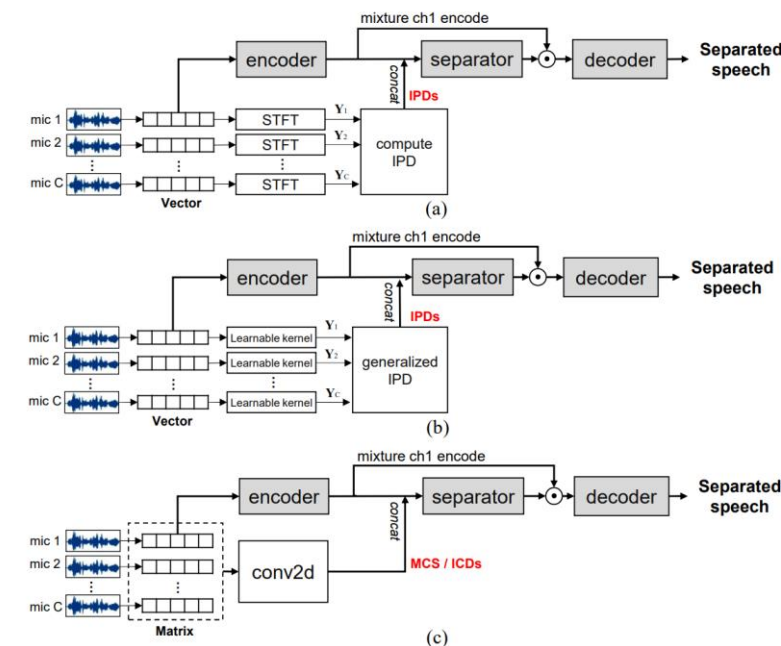 mixture ch1 encode
encoder
separator
decoder
Separated
speech
concat
IPDs
mic 1
STFT
Y1
mic 2
STFT
Y2
compute
IPD
mic C
STFT
YC
Vector
(a)
mixture ch1 encode
encoder
separator
decoder
Separated
speech
concat
IPDs
mic 1
Learnable kernel
Y1
mic 2
Learnable kernel
Y2
generalized
IPD
mic C
Learnable kernel
YC
Vector
(b)
mixture ch1 encode
encoder
separator
decoder
Separated
speech
concat
MCS / ICDs
mic 1
mic 2
conv2d
mic C
Matrix
(c)